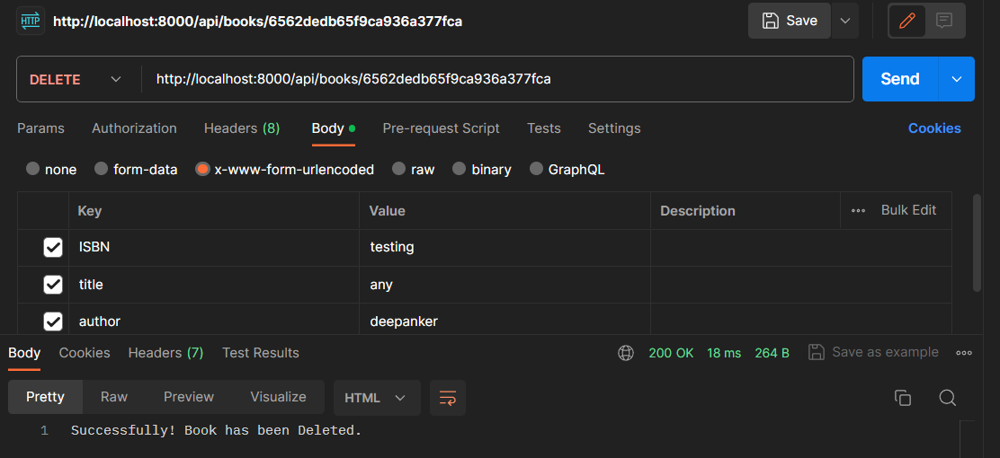 HTTP http://localhost:8000/api/books/6562dedb65f9ca936a377fca Save
DELETE http://localhost:8000/api/books/6562dedb65f9ca936a377fca Send
Params Authorization Headers (8) Body Pre-request Script Tests Settings Cookies
none form-data x-www-form-urlencoded raw binary GraphQL
Key Value Description Bulk Edit
ISBN testing
title any
author deepanker
Body Cookies Headers (7) Test Results 200 OK 18 ms 264 B Save as example
Pretty Raw Preview Visualize HTML
1 Successfully! Book has been Deleted.